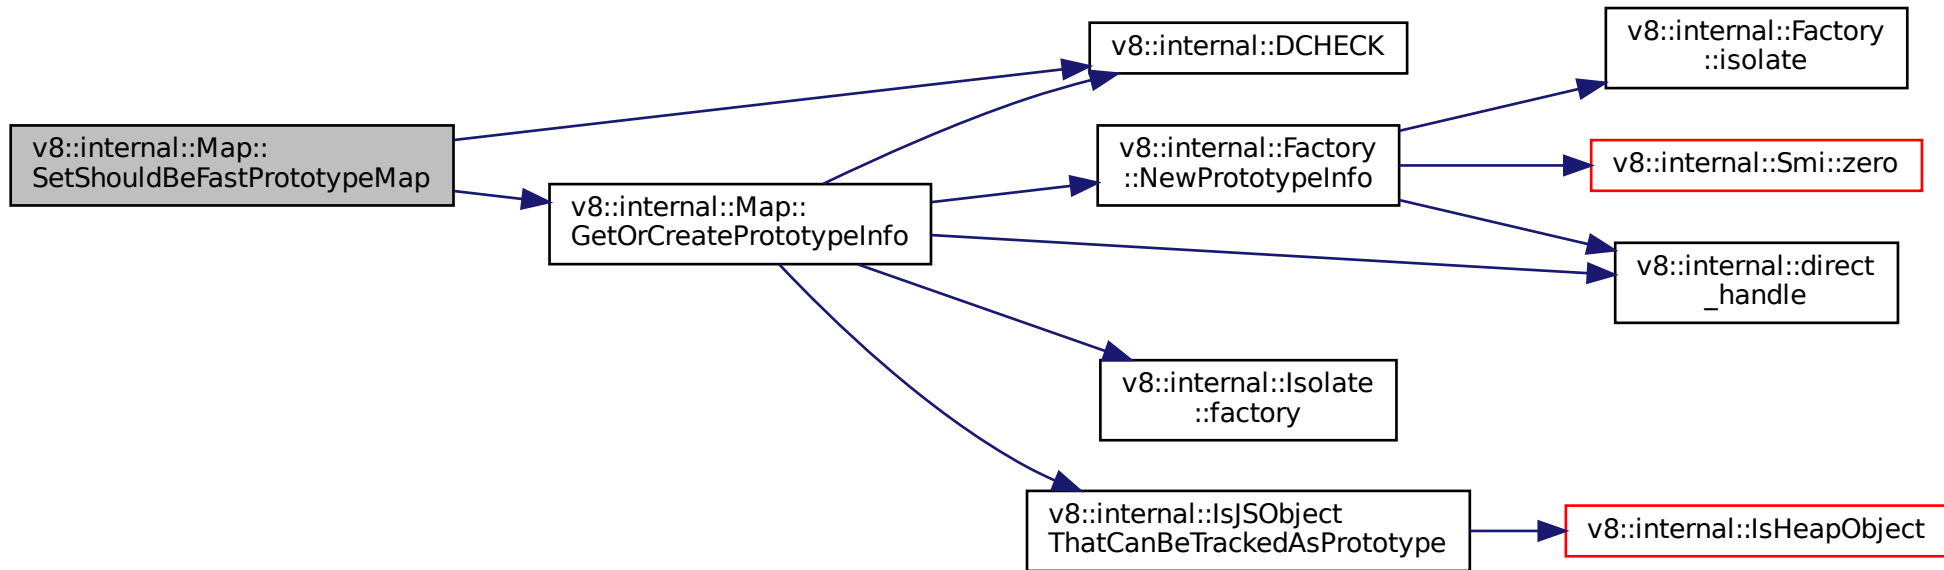 v8::internal::Map::
SetShouldBeFastPrototypeMap
v8::internal::DCHECK
v8::internal::Map::
GetOrCreatePrototypeInfo
v8::internal::Factory
::NewPrototypeInfo
v8::internal::Factory
::isolate
v8::internal::Smi::zero
v8::internal::direct
_handle
v8::internal::Isolate
::factory
v8::internal::IsJSObject
ThatCanBeTrackedAsPrototype
v8::internal::IsHeapObject